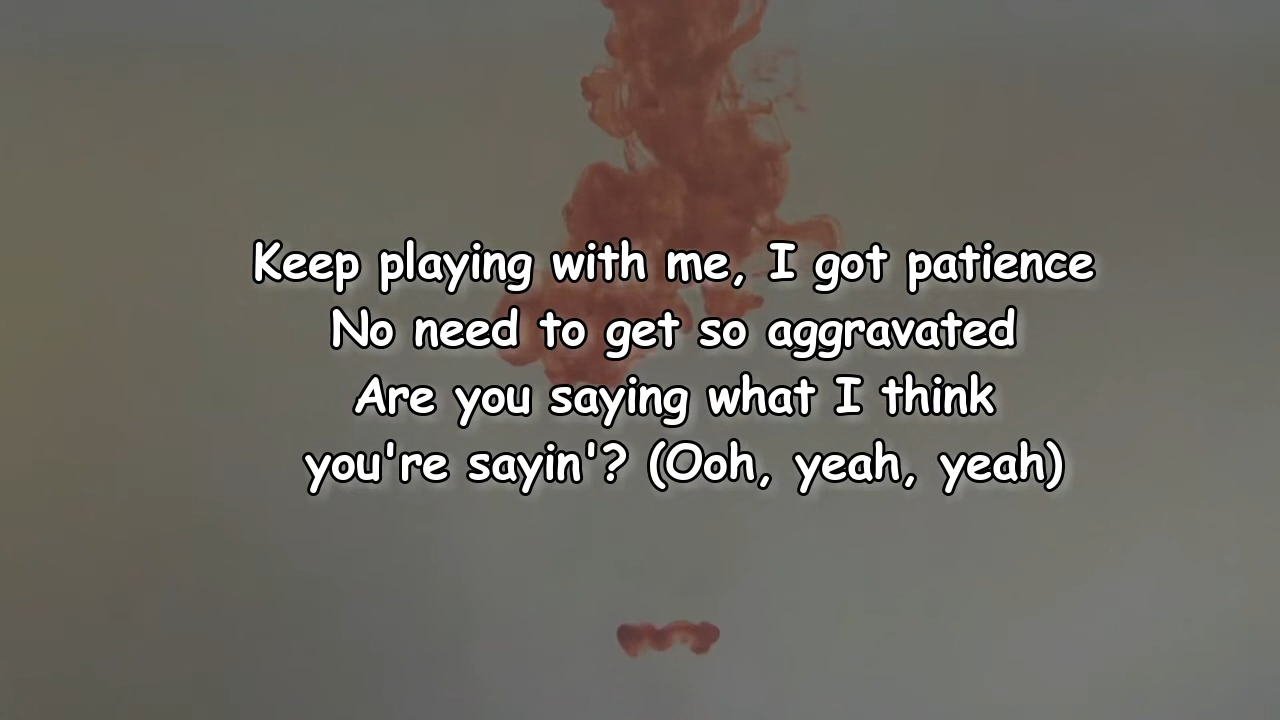 Keep playing with me, I got patience
No need to get so aggravated
Are you saying what I think
you're sayin'? (Ooh, yeah, yeah)